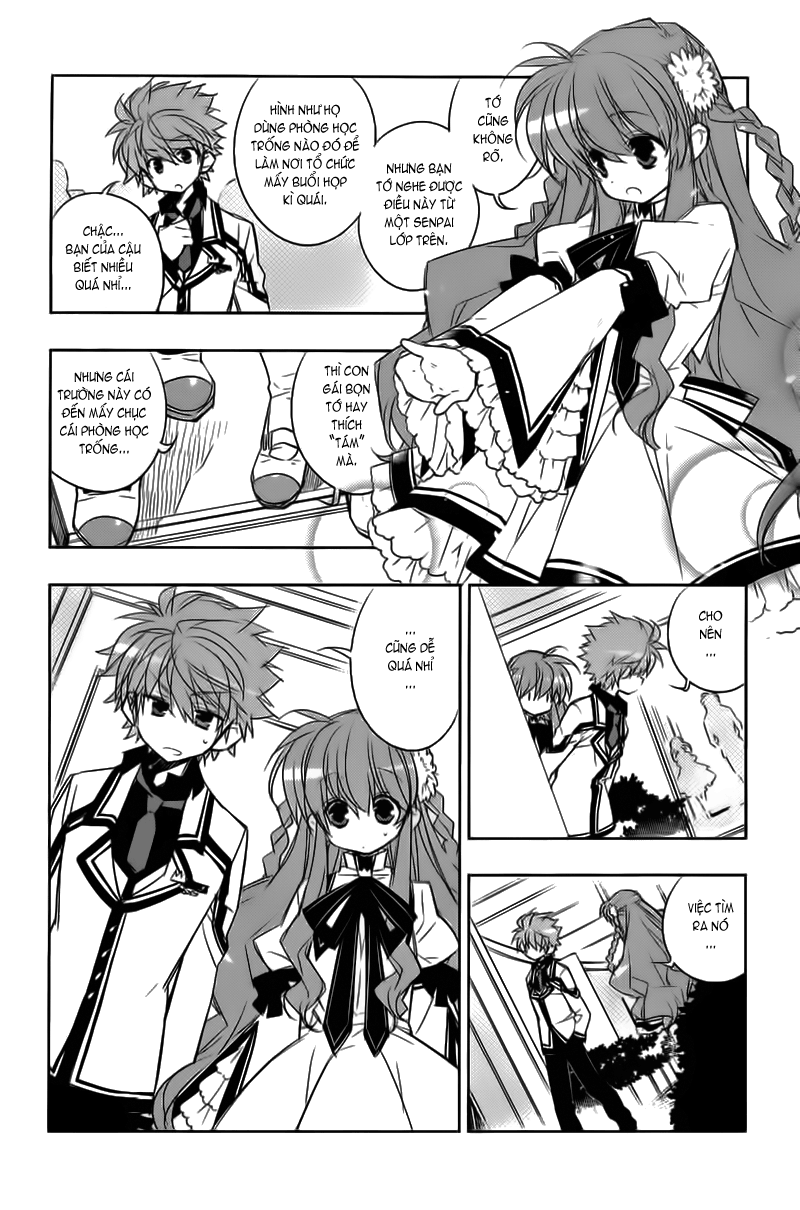 TỚ
CŨNG
KHÔNG
RÕ.
NHƯNG BẠN
TỚ NGHE ĐƯỢC
ĐIỀU NÀY TỪ
MỘT SENPAI
LỚP TRÊN.
HÌNH NHƯ HỌ
DÙNG PHÒNG HỌC
TRỐNG NÀO ĐÓ ĐỂ
LÀM NƠI TỔ CHỨC
MẤY BUỔI HỌP
KÌ QUÁI.
CHẬC...
BẠN CỦA CẬU
BIẾT NHIỀU
QUÁ NHỈ...
THÌ CON
GÁI BỌN
TỚ HAY
THÍCH
“TÁM”
MÀ.
NHƯNG CÁI
TRƯỜNG NÀY CÓ
ĐẾN MẤY CHỤC
CÁI PHÒNG HỌC
TRỐNG...
CHO
NÊN
...
VIỆC TÌM
RA NÓ
...
...
CŨNG DỄ
QUÁ NHỈ
...